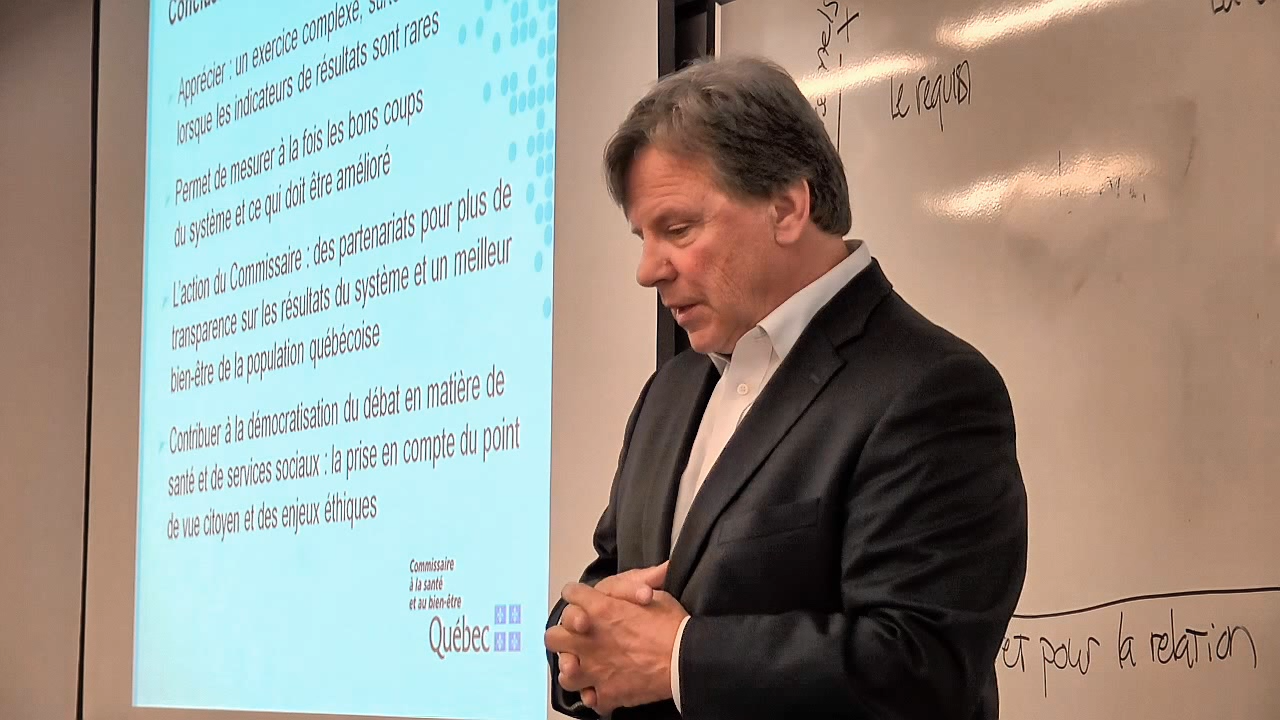 Apprécier : un exercice complexe,
lorsque les indicateurs de résultats sont rares
Permet de mesurer à la fois les bons coups
du système et ce qui doit être amélioré
L'action du Commissaire : des partenariats pour plus de
transparence sur les résultats du système et un meilleur
bien-être de la population québécoise
Contribuer à la démocratisation du débat en matière de
santé et de services sociaux : la prise en compte du point
de vue citoyen et des enjeux éthiques
Commissaire
à la santé
et au bien-être
Québec
Le requis
et pour la relation